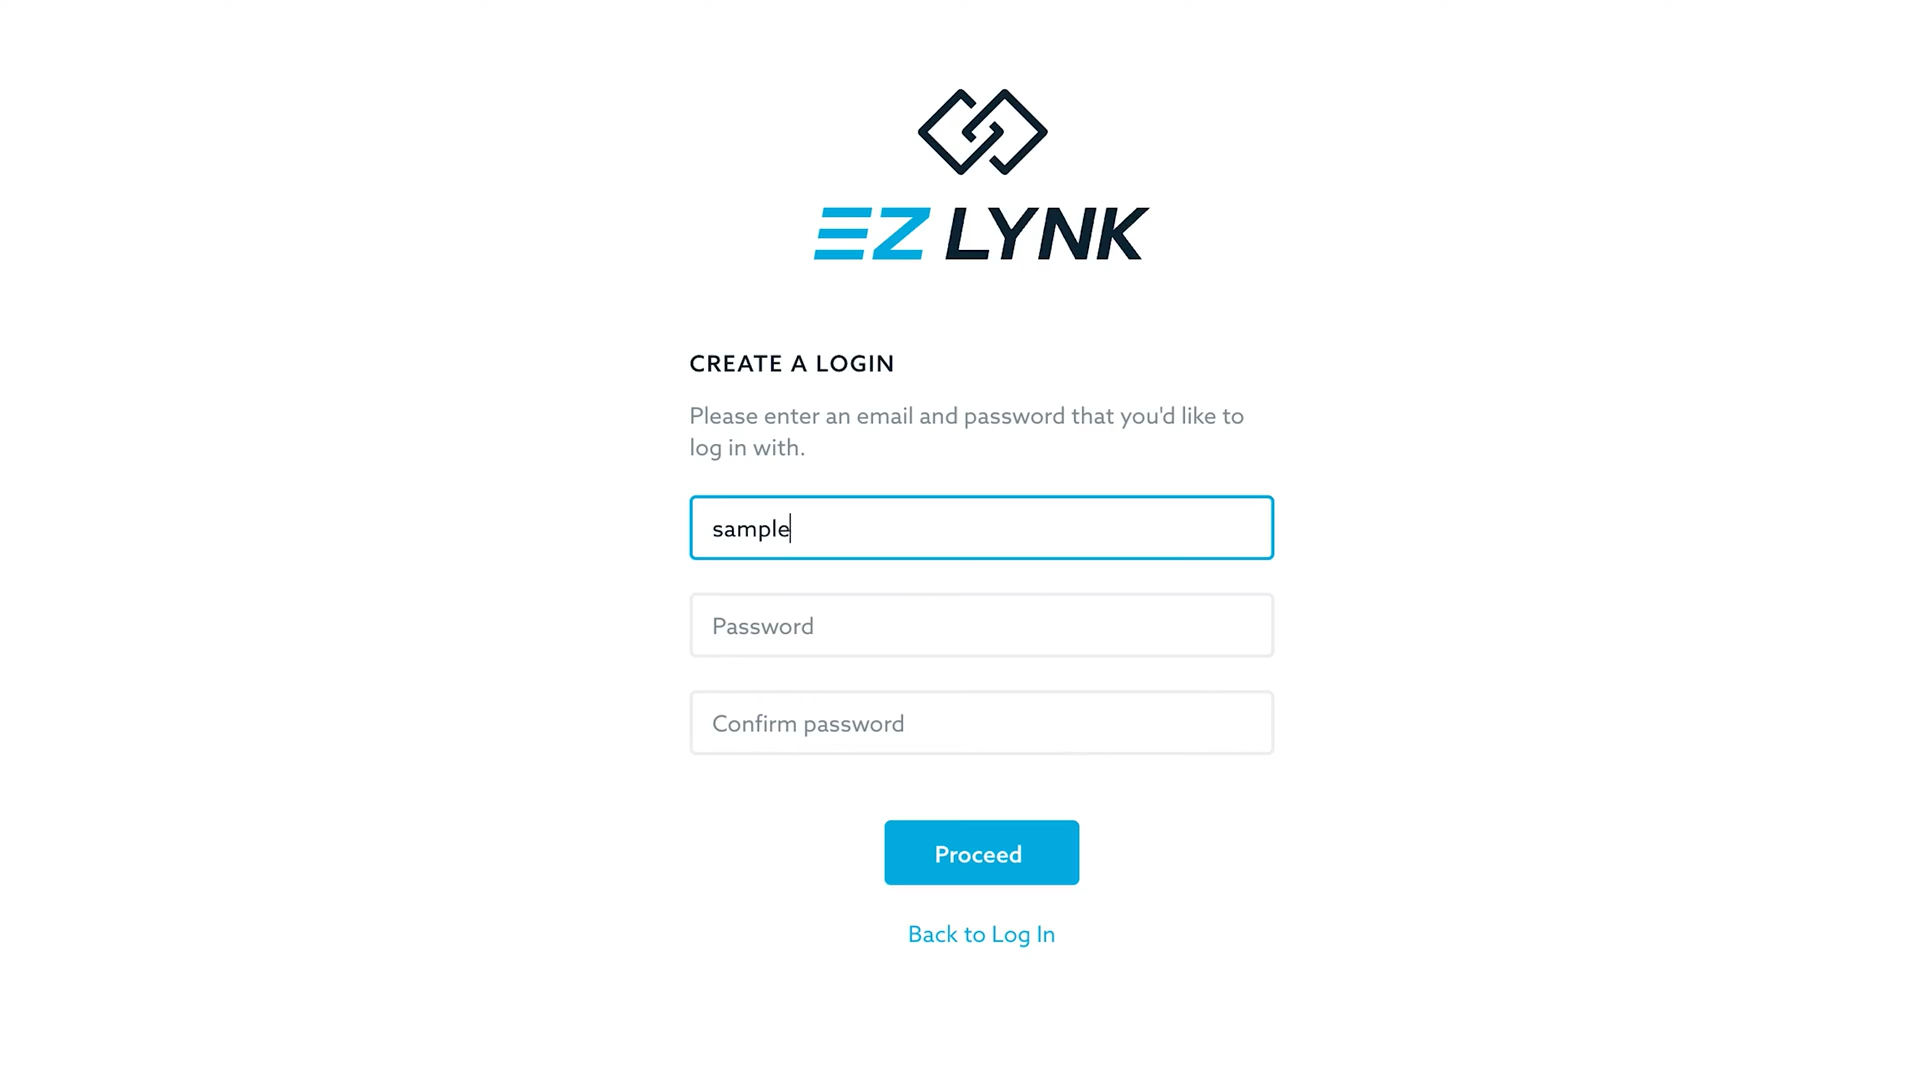 EZ LYNK
CREATE A LOGIN
Please enter an email and password that you'd like to
log in with.
sample
Password
Confirm password
Proceed
Back to Log In